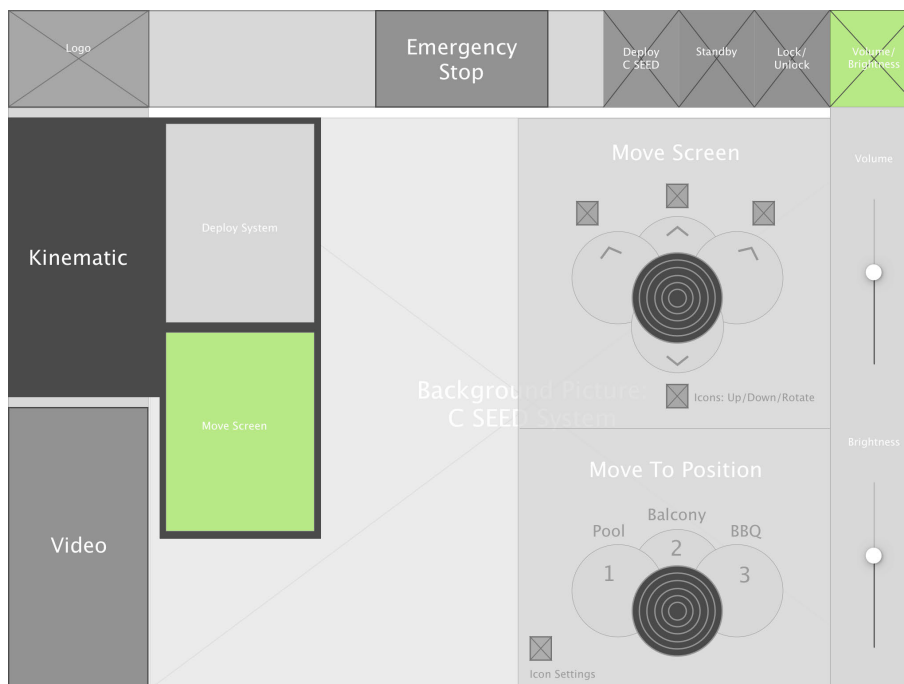 Logo
Emergency
Stop
Deploy
C SEED
Standby
Lock/
Unlock
Volume/
Brightness
Kinematic
Deploy System
Move Screen
Video
Background Picture
C SEED System
Move Screen
Icons: Up/Down/Rotate
Move To Position
Balcony
Pool
BBQ
1
2
3
Icon Settings
Volume
Brightness